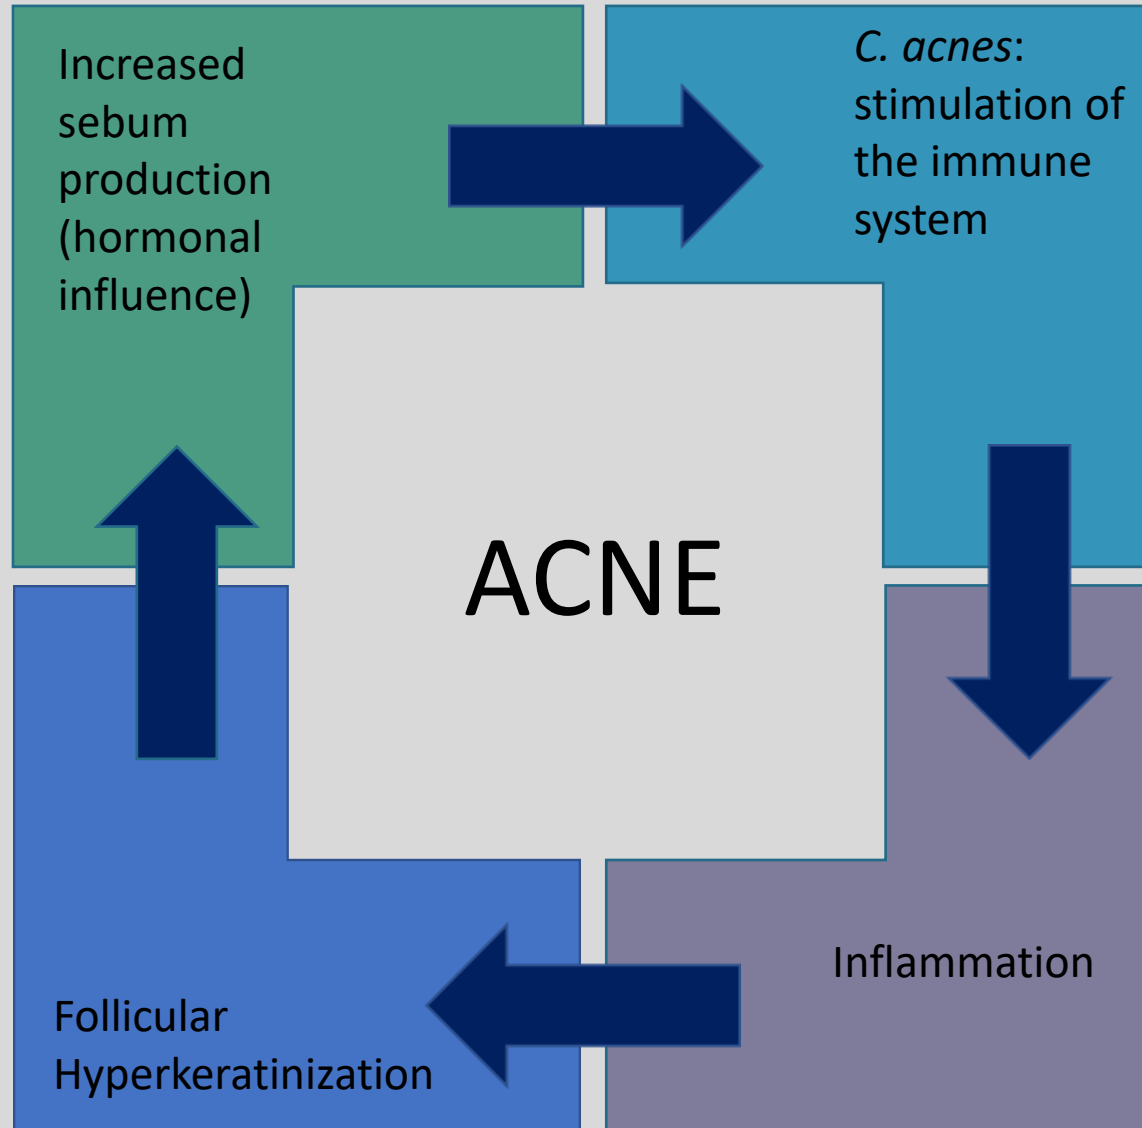 Increased
sebum
production
(hormonal
influence)
C. acnes:
stimulation of
the immune
system
ACNE
Inflammation
Follicular
Hyperkeratinization